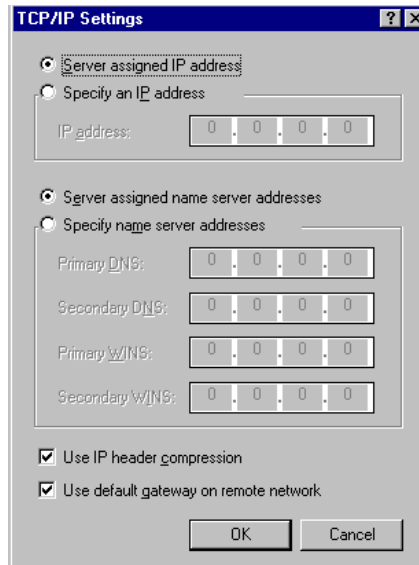 TCP/IP Settings
Server assigned IP address
Specify an IP address
IP address: 0 . 0 . 0 . 0
Server assigned name server addresses
Specify name server addresses
Primary DNS: 0 . 0 . 0 . 0
Secondary DNS: 0 . 0 . 0 . 0
Primary WINS: 0 . 0 . 0 . 0
Secondary WINS: 0 . 0 . 0 . 0
Use IP header compression
Use default gateway on remote network
OK Cancel